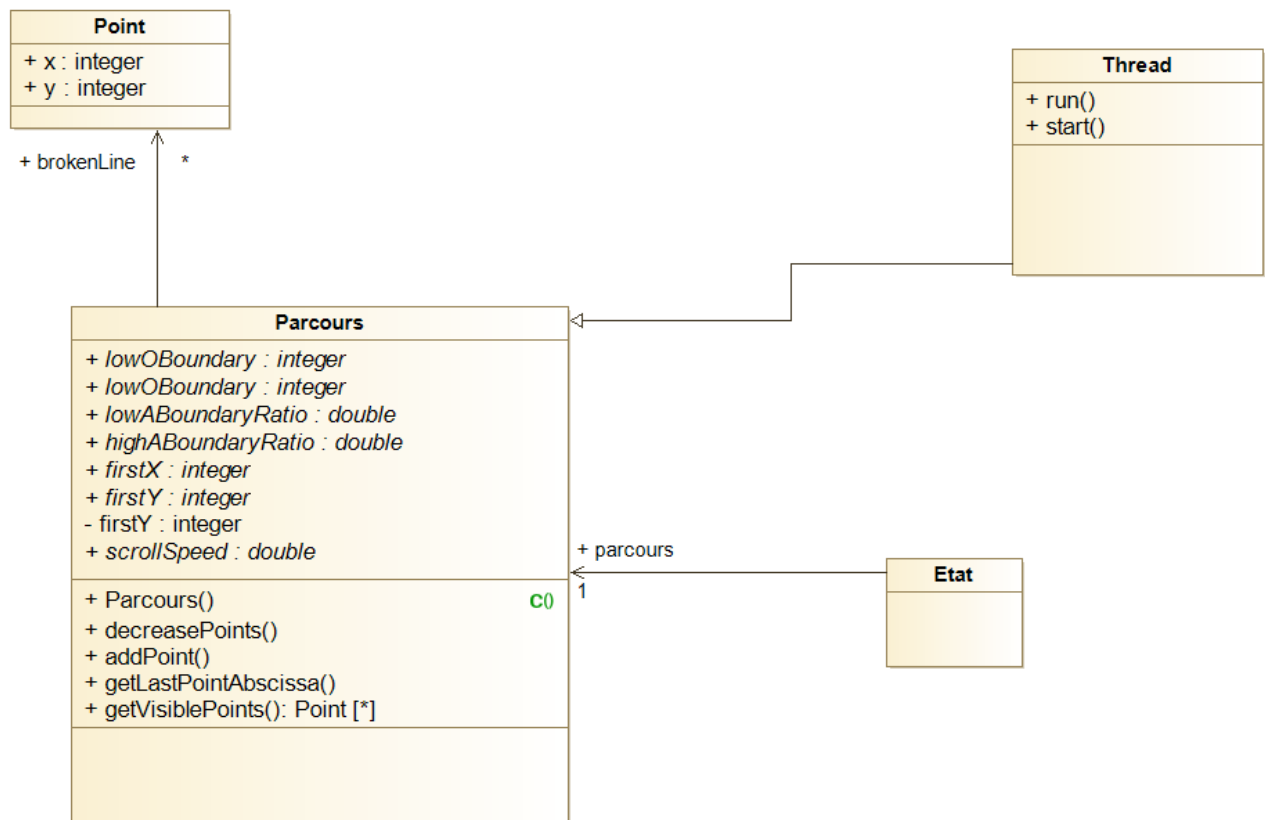 Point
+ x : integer
+ y : integer
+ brokenLine *
Thread
+ run()
+ start()
Parcours
+ lowOBoundary : integer
+ lowOBoundary : integer
+ lowABoundaryRatio : double
+ highABoundaryRatio : double
+ firstX : integer
+ firstY : integer
- firstY : integer
+ scrollSpeed : double
+ Parcours() C()
+ decreasePoints()
+ addPoint()
+ getLastPointAbscissa()
+ getVisiblePoints(): Point [*]
+ parcours
1
Etat